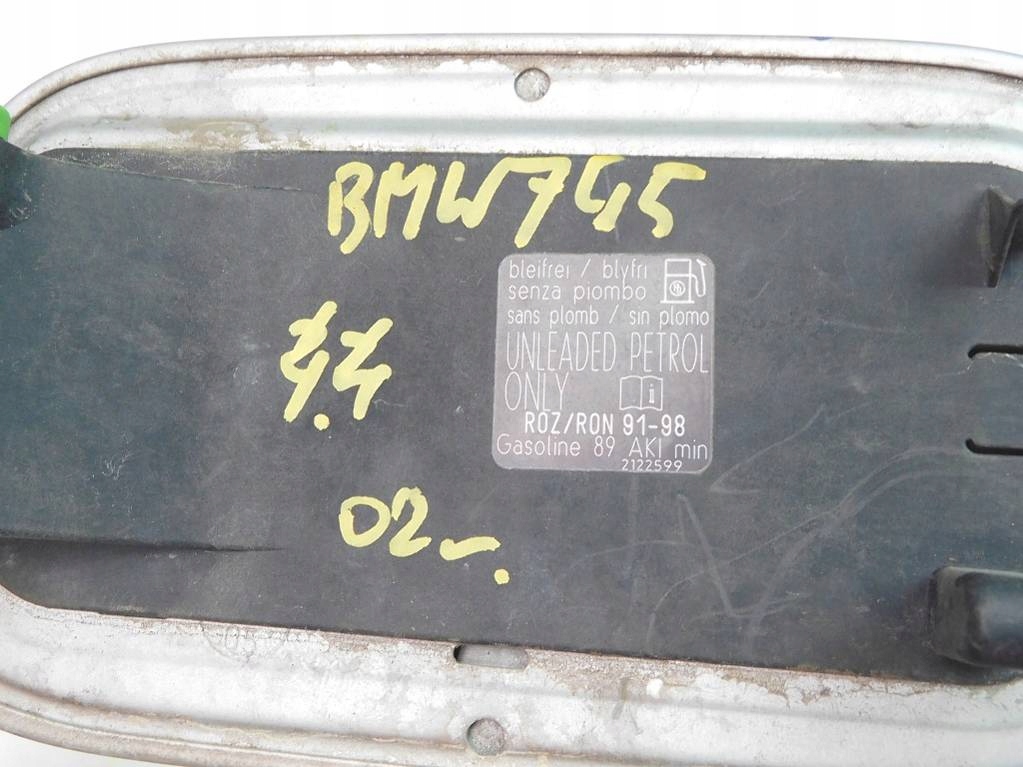 BMW745
bleifrei / blyfri
senza piombo
sans plomb / sin plomo
UNLEADED PETROL
ONLY
ROZ/RON 91-98
Gasoline 89 AKI min
2122599
4.4
02-.